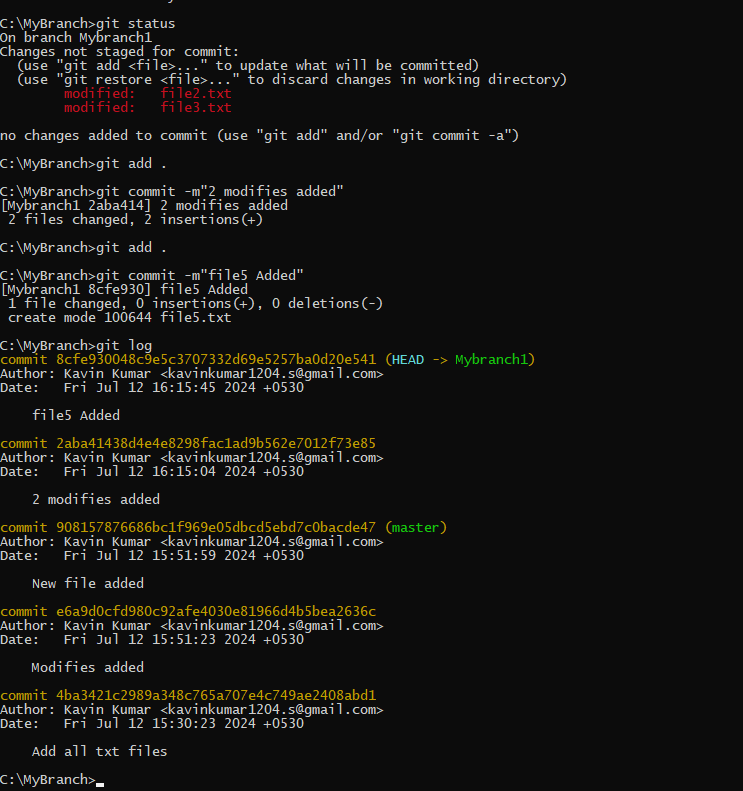 C:\MyBranch>git status
On branch Mybranch1
Changes not staged for commit:
  (use "git add <file>..." to update what will be committed)
  (use "git restore <file>..." to discard changes in working directory)
        modified:   file2.txt
        modified:   file3.txt

no changes added to commit (use "git add" and/or "git commit -a")

C:\MyBranch>git add .

C:\MyBranch>git commit -m"2 modifies added"
[Mybranch1 2aba414] 2 modifies added
 2 files changed, 2 insertions(+)

C:\MyBranch>git add .

C:\MyBranch>git commit -m"file5 Added"
[Mybranch1 8cfe930] file5 Added
 1 file changed, 0 insertions(+), 0 deletions(-)
 create mode 100644 file5.txt

C:\MyBranch>git log
commit 8cfe930048c9e5c3707332d69e5257ba0d20e541 (HEAD -> Mybranch1)
Author: Kavin Kumar <kavinkumar1204.s@gmail.com>
Date:   Fri Jul 12 16:15:45 2024 +0530

    file5 Added

commit 2aba41438d4e4e8298fac1ad9b562e7012f73e85
Author: Kavin Kumar <kavinkumar1204.s@gmail.com>
Date:   Fri Jul 12 16:15:04 2024 +0530

    2 modifies added

commit 908157876686bc1f969e05dbcd5ebd7c0bacde47 (master)
Author: Kavin Kumar <kavinkumar1204.s@gmail.com>
Date:   Fri Jul 12 15:51:59 2024 +0530

    New file added

commit e6a9d0cfd980c92afe4030e81966d4b5bea2636c
Author: Kavin Kumar <kavinkumar1204.s@gmail.com>
Date:   Fri Jul 12 15:51:23 2024 +0530

    Modifies added

commit 4ba3421c2989a348c765a707e4c749ae2408abd1
Author: Kavin Kumar <kavinkumar1204.s@gmail.com>
Date:   Fri Jul 12 15:30:23 2024 +0530

    Add all txt files

C:\MyBranch>